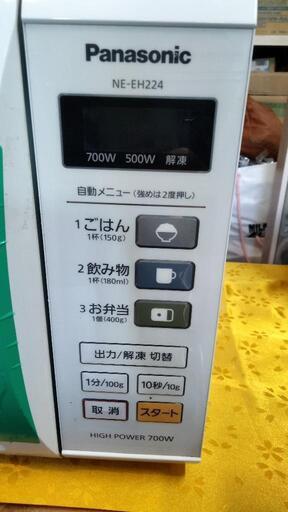 Panasonic
NE-EH224
700W 500W 解凍
自動メニュー (強めは2度押し)
1 ごはん
1杯(150g)
2 飲み物
1杯(180ml)
3 お弁当
1個(400g)
出力/解凍 切替
1分/100g 10秒/10g
取消 スタート
HIGH POWER 700W